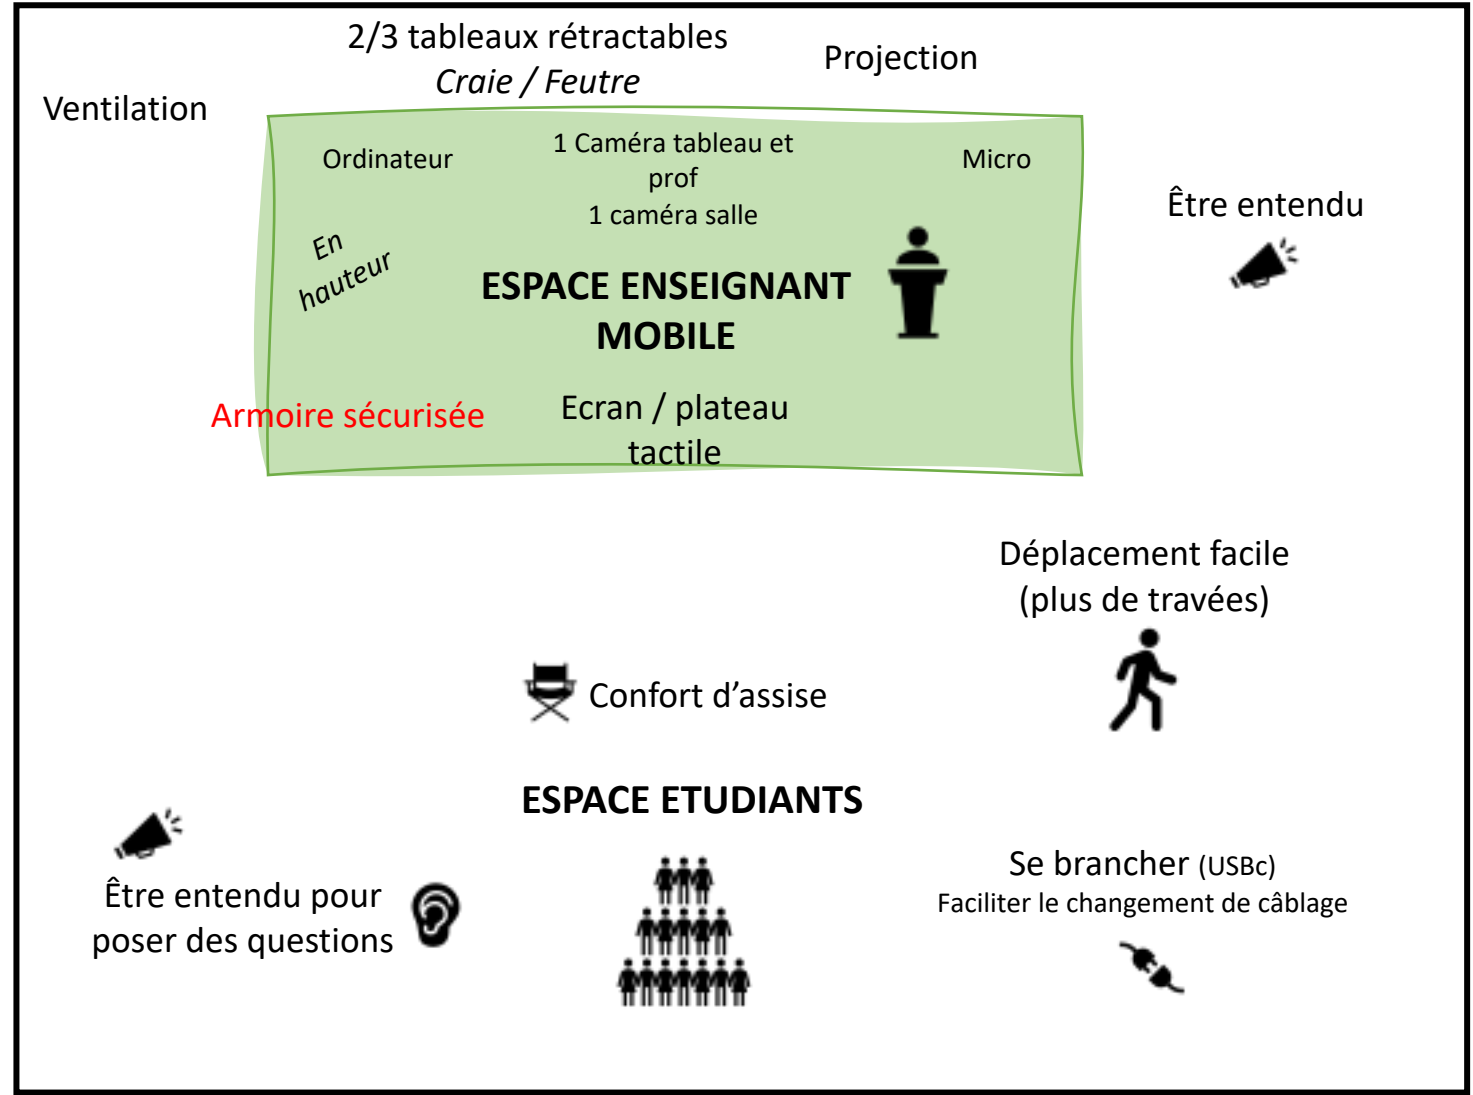 2/3 tableaux rétractables
Craie / Feutre
Projection
Ventilation
Ordinateur
1 Caméra tableau et
prof
1 caméra salle
Micro
Être entendu
En
hauteur
ESPACE ENSEIGNANT
MOBILE
Armoire sécurisée
Ecran / plateau
tactile
Déplacement facile
(plus de travées)
Confort d’assise
ESPACE ETUDIANTS
Être entendu pour
poser des questions
Se brancher (USBc)
Faciliter le changement de câblage